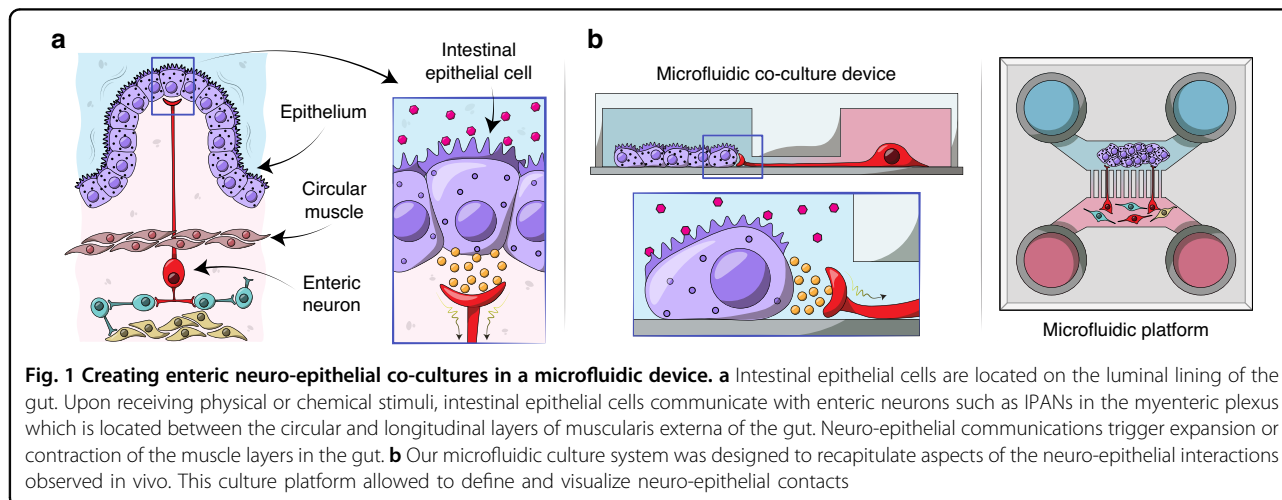 a
Intestinal
epithelial cell
Epithelium
Circular
muscle
Enteric
neuron
b
Microfluidic co-culture device
Microfluidic platform
Fig. 1 Creating enteric neuro-epithelial co-cultures in a microfluidic device. a Intestinal epithelial cells are located on the luminal lining of the
gut. Upon receiving physical or chemical stimuli, intestinal epithelial cells communicate with enteric neurons such as IPANs in the myenteric plexus
which is located between the circular and longitudinal layers of muscularis externa of the gut. Neuro-epithelial communications trigger expansion or
contraction of the muscle layers in the gut. b Our microfluidic culture system was designed to recapitulate aspects of the neuro-epithelial interactions
observed in vivo. This culture platform allowed to define and visualize neuro-epithelial contacts